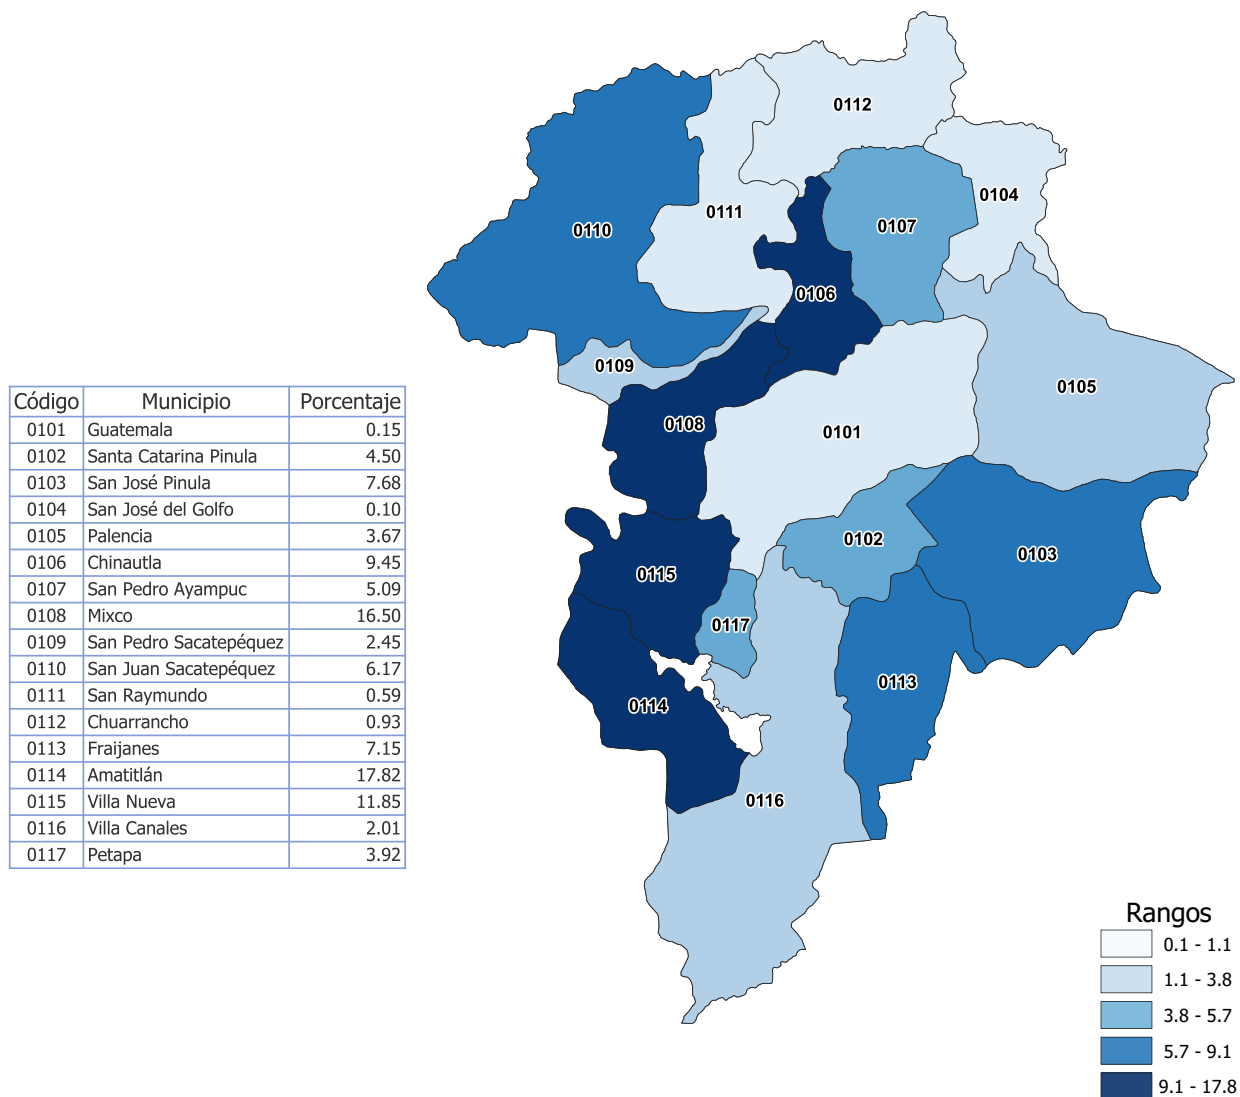 Código Municipio Porcentaje
0101 Guatemala 0.15
0102 Santa Catarina Pinula 4.50
0103 San José Pinula 7.68
0104 San José del Golfo 0.10
0105 Palencia 3.67
0106 Chinautla 9.45
0107 San Pedro Ayampuc 5.09
0108 Mixco 16.50
0109 San Pedro Sacatepéquez 2.45
0110 San Juan Sacatepéquez 6.17
0111 San Raymundo 0.59
0112 Chuarrancho 0.93
0113 Fraijanes 7.15
0114 Amatitlán 17.82
0115 Villa Nueva 11.85
0116 Villa Canales 2.01
0117 Petapa 3.92
0112
0104
0111
0107
0110
0106
0109
0105
0108
0101
0102
0103
0115
0117
0113
0114
0116
Rangos
0.1 - 1.1
1.1 - 3.8
3.8 - 5.7
5.7 - 9.1
9.1 - 17.8